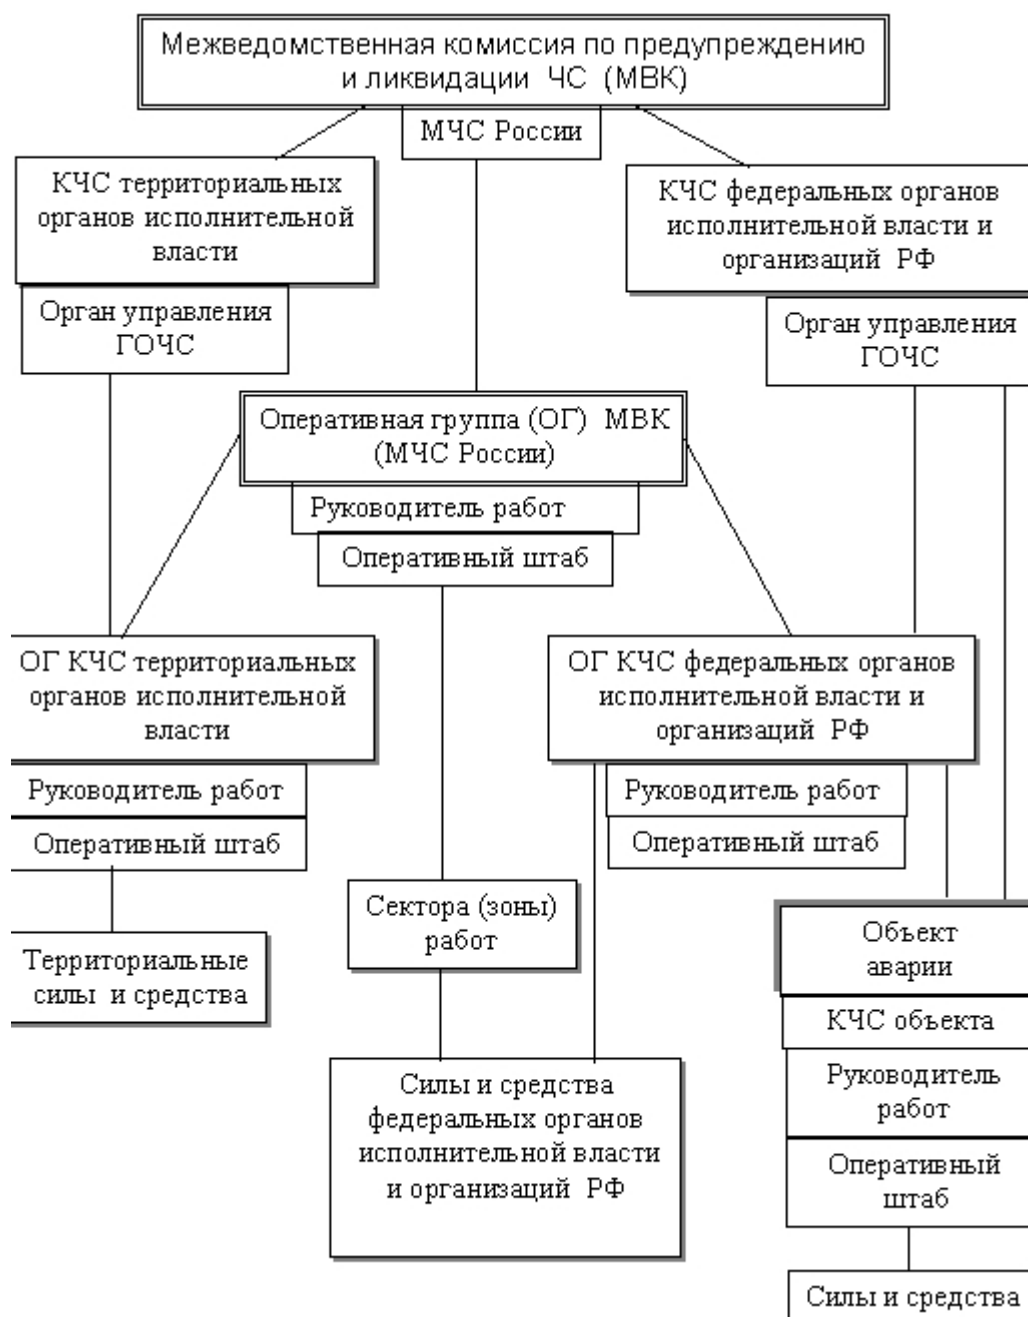 Межведомственная комиссия по предупреждению
и ликвидации ЧС (МВК)
МЧС России
КЧС территориальных
органов исполнительной
власти
КЧС федеральных органов
исполнительной власти и
организаций РФ
Орган управления
ГОЧС
Орган управления
ГОЧС
Оперативная группа (ОГ) МВК
(МЧС России)
Руководитель работ
Оперативный штаб
ОГ КЧС территориальных
органов исполнительной
власти
ОГ КЧС федеральных органов
исполнительной власти и
организаций РФ
Руководитель работ
Оперативный штаб
Руководитель работ
Оперативный штаб
Сектора (зоны)
работ
Территориальные
силы и средства
Объект
аварии
КЧС объекта
Руководитель
работ
Оперативный
штаб
Силы и средства
федеральных органов
исполнительной власти
и организаций РФ
Силы и средства